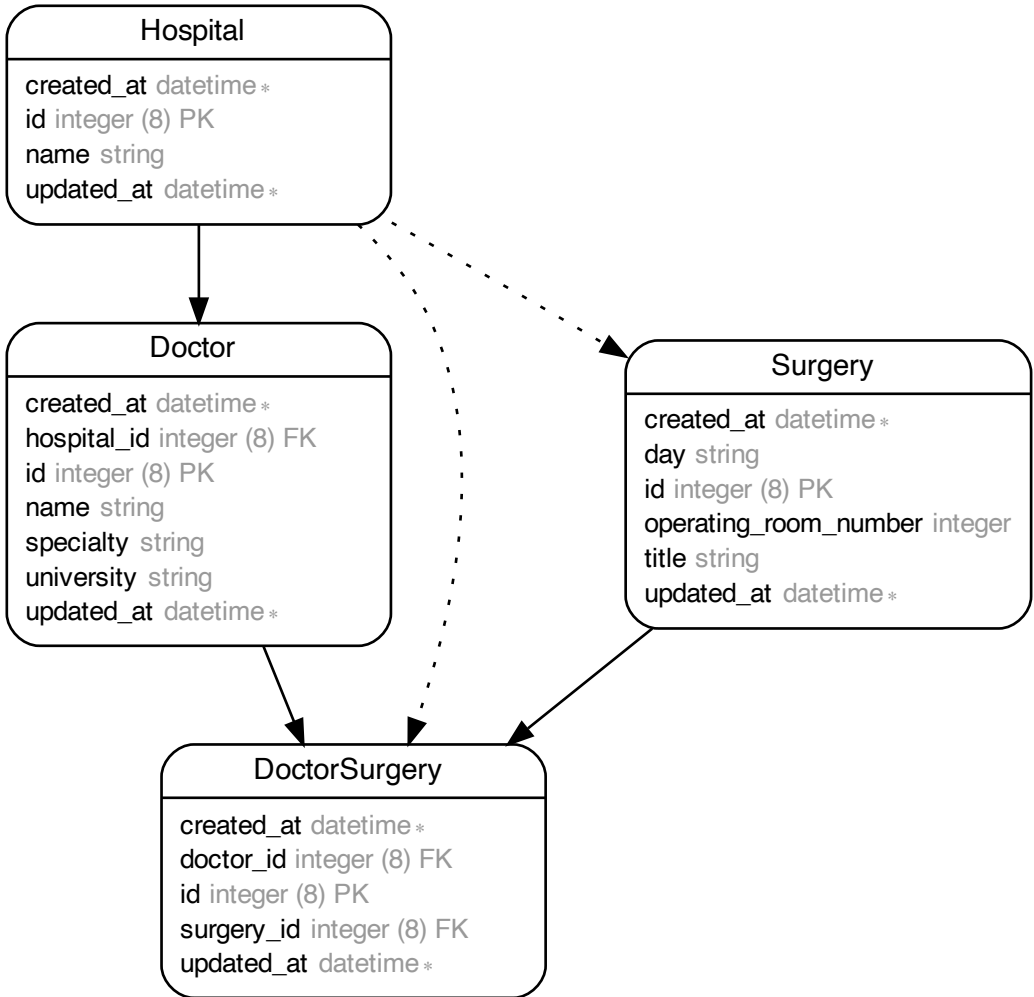 Hospital
created_at datetime *
id integer (8) PK
name string
updated_at datetime *
Doctor
created_at datetime *
hospital_id integer (8) FK
id integer (8) PK
name string
specialty string
university string
updated_at datetime *
Surgery
created_at datetime *
day string
id integer (8) PK
operating_room_number integer
title string
updated_at datetime *
DoctorSurgery
created_at datetime *
doctor_id integer (8) FK
id integer (8) PK
surgery_id integer (8) FK
updated_at datetime *